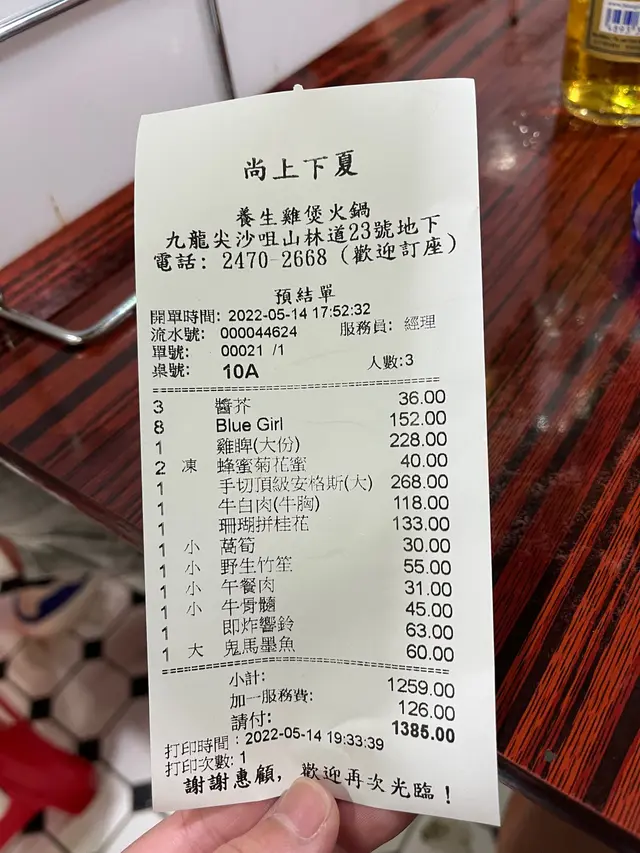 尚上下夏
養生雞煲火鍋
九龍尖沙咀山林道23號地下
電話: 2470-2668 (歡迎訂座)
預結單
開單時間: 2022-05-14 17:52:32
流水號: 000044624 服務員: 經理
單號: 00021 /1
桌號: 10A 人數:3
3 醬芥 36.00
8 Blue Girl 152.00
1 雞脾(大份) 228.00
2 凍 蜂蜜菊花蜜 40.00
1 手切頂級安格斯(大) 268.00
1 牛白肉(牛胸) 118.00
1 珊瑚拼桂花 133.00
1 小 萵筍 30.00
1 小 野生竹笙 55.00
1 小 午餐肉 31.00
1 小 牛骨髓 45.00
1 即炸響鈴 63.00
1 大 鬼馬墨魚 60.00
小計: 1259.00
加一服務費: 126.00
請付: 1385.00
打印時間: 2022-05-14 19:33:39
打印次數: 1
謝謝惠顧, 歡迎再次光臨!